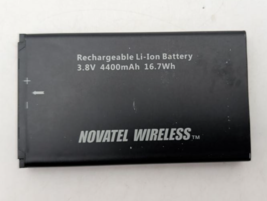 Rechargeable Li-Ion Battery
3.8V 4400mAh 16.7Wh
+
-
NOVATEL WIRELESS™